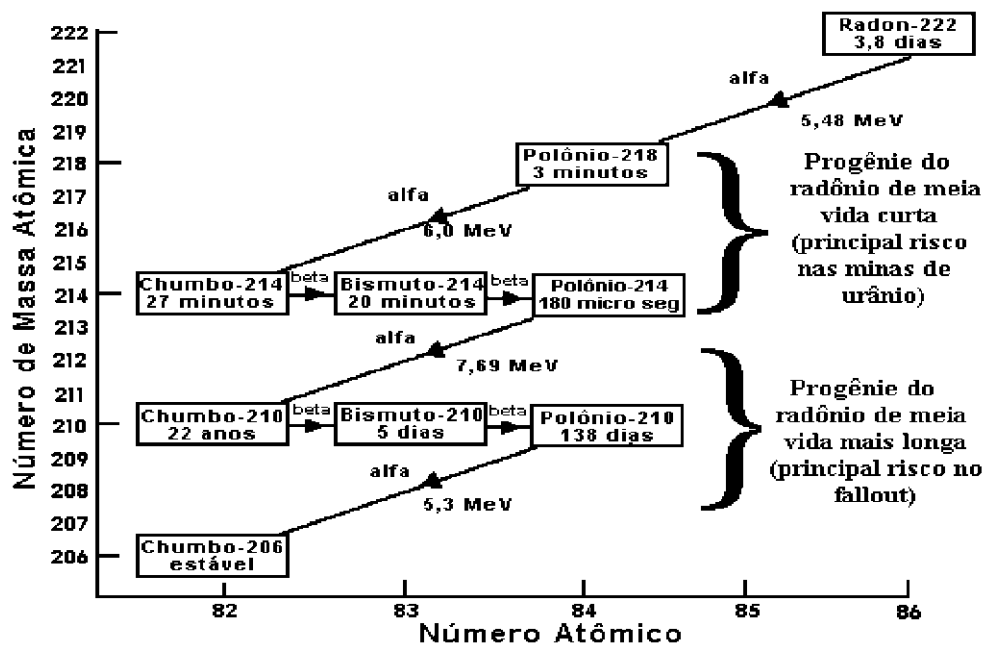 222
221
220
219
218
217
216
215
214
213
212
211
210
209
208
207
206
Número de Massa Atômica
Radon-222
3,8 dias
alfa
5,48 MeV
Polônio-218
3 minutos
alfa
6,0 MeV
Chumbo-214
27 minutos
beta
Bismuto-214
20 minutos
beta
Polônio-214
180 micro seg
Progênie do
radônio de meia
vida curta
(principal risco
nas minas de
urânio)
alfa
7,69 MeV
Chumbo-210
22 anos
beta
Bismuto-210
5 dias
beta
Polônio-210
138 dias
Progênie do
radônio de meia
vida mais longa
(principal risco no
fallout)
alfa
5,3 MeV
Chumbo-206
estável
82
83
84
85
86
Número Atômico